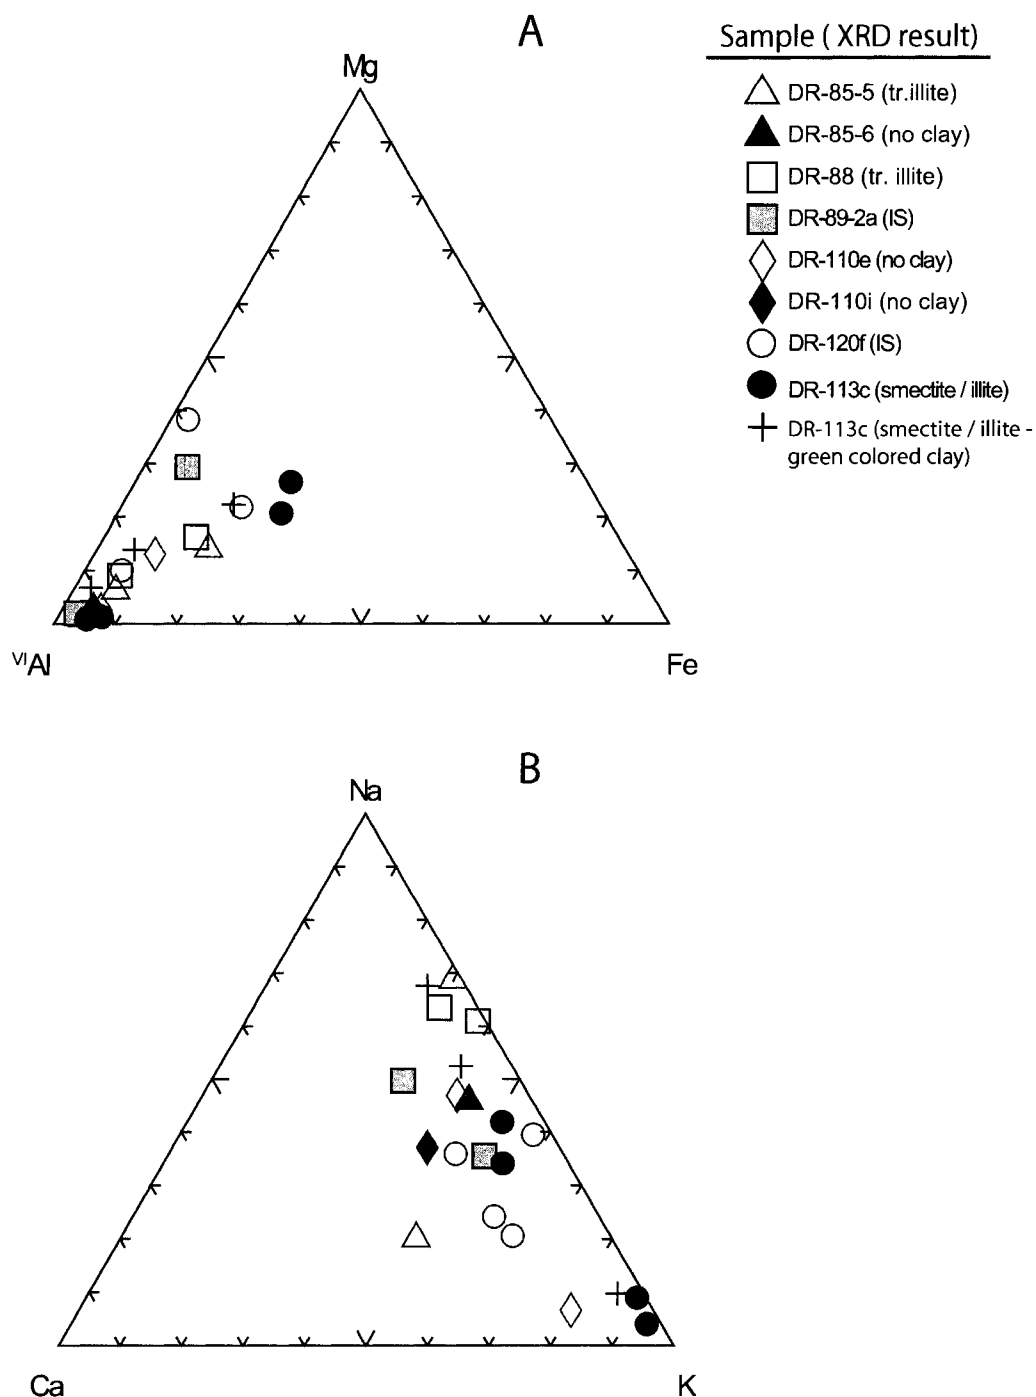 A
Sample ( XRD result)
Mg
DR-85-5 (tr.illite)
DR-85-6 (no clay)
DR-88 (tr. illite)
DR-89-2a (IS)
DR-110e (no clay)
DR-110i (no clay)
DR-120f (IS)
DR-113c (smectite / illite)
DR-113c (smectite / illite -
green colored clay)
VIAl
Fe
B
Na
Ca
K